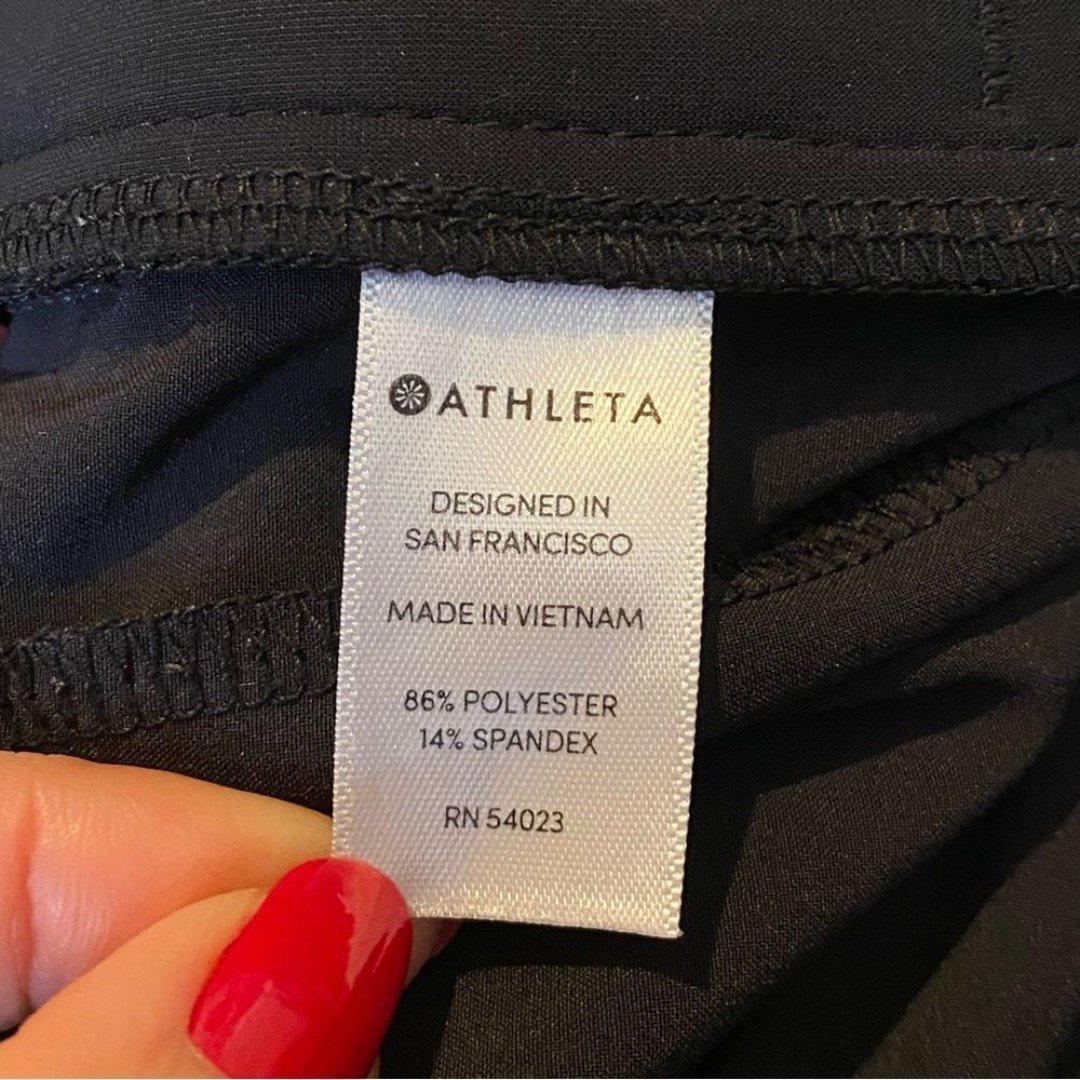 ATHLETA
DESIGNED IN
SAN FRANCISCO
MADE IN VIETNAM
86% POLYESTER
14% SPANDEX
RN 54023